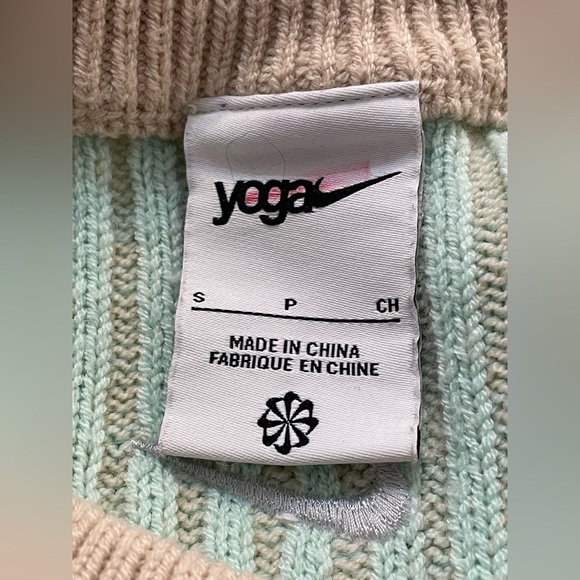 yoga
S P CH
MADE IN CHINA
FABRIQUE EN CHINE